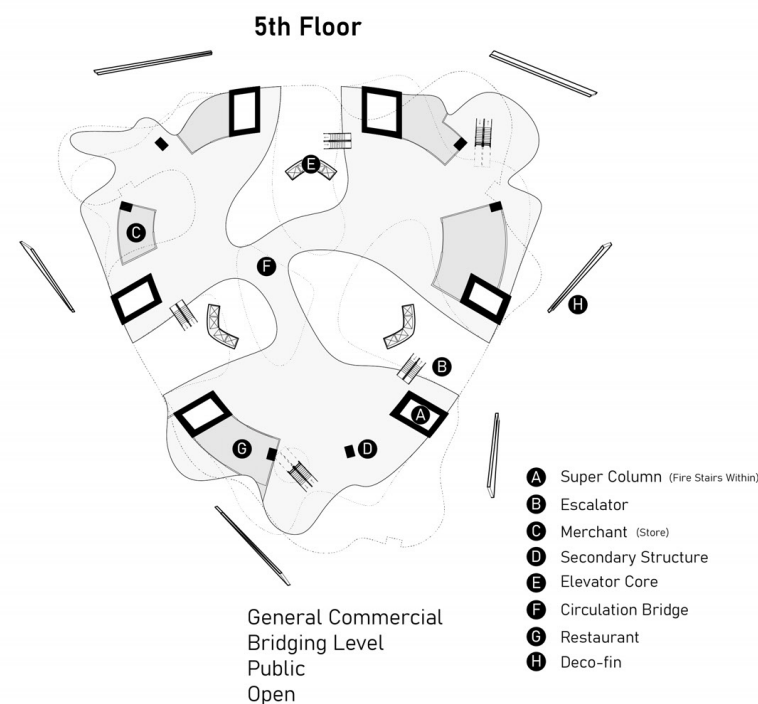 5th Floor
E
C
F
H
B
A
G
D
A Super Column (Fire Stairs Within)
B Escalator
C Merchant (Store)
D Secondary Structure
E Elevator Core
F Circulation Bridge
G Restaurant
H Deco-fin
General Commercial
Bridging Level
Public
Open